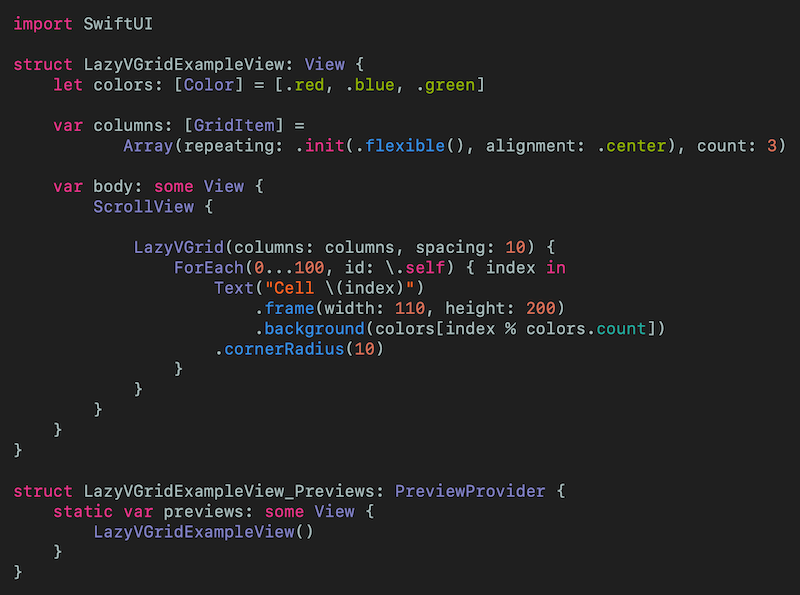 import SwiftUI

struct LazyVGridExampleView: View {
    let colors: [Color] = [.red, .blue, .green]

    var columns: [GridItem] =
           Array(repeating: .init(.flexible(), alignment: .center), count: 3)

    var body: some View {
        ScrollView {

            LazyVGrid(columns: columns, spacing: 10) {
                ForEach(0...100, id: \.self) { index in
                    Text("Cell \(index)")
                        .frame(width: 110, height: 200)
                        .background(colors[index % colors.count])
                    .cornerRadius(10)
                }
            }
        }
    }
}

struct LazyVGridExampleView_Previews: PreviewProvider {
    static var previews: some View {
        LazyVGridExampleView()
    }
}